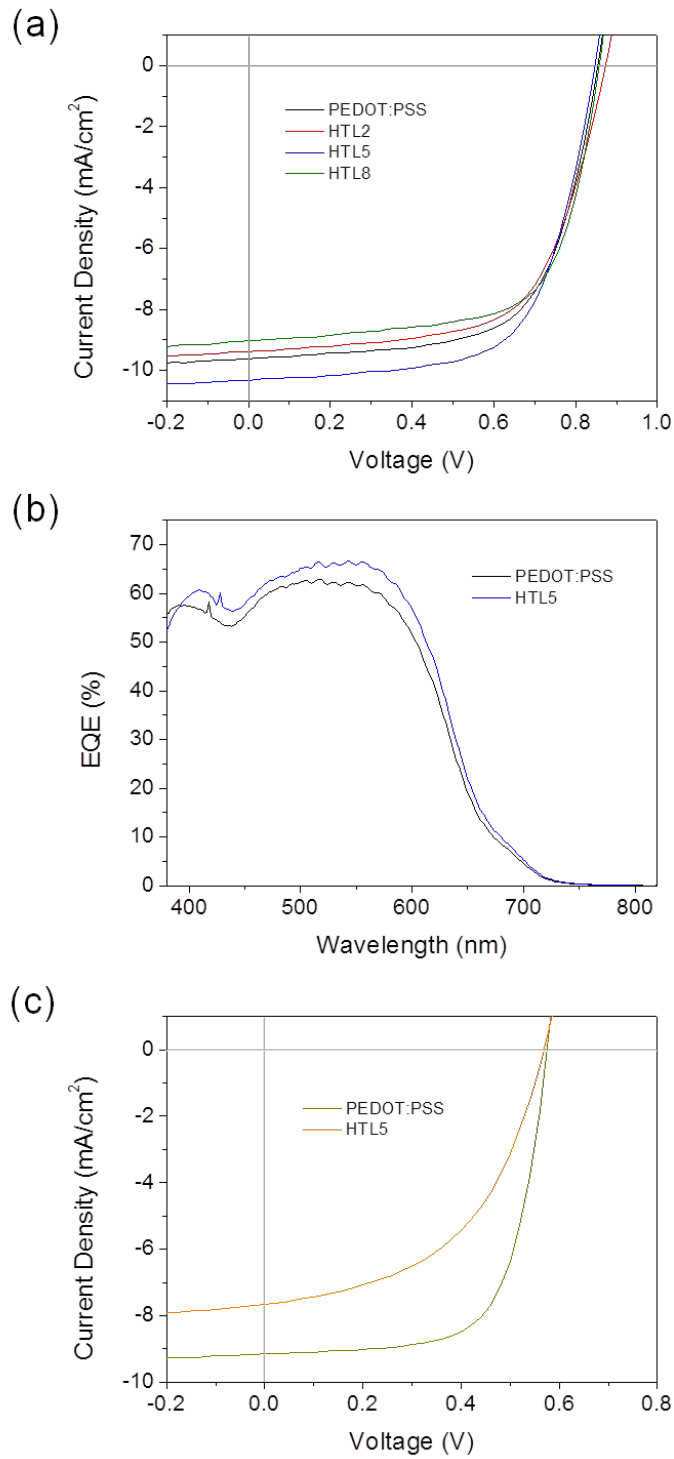 (a)
0
-2
-4
-6
-8
-10
Current Density (mA/cm²)
PEDOT:PSS
HTL2
HTL5
HTL8
-0.2 0.0 0.2 0.4 0.6 0.8 1.0
Voltage (V)
(b)
70
60
50
40
30
20
10
0
EQE (%)
PEDOT:PSS
HTL5
400 500 600 700 800
Wavelength (nm)
(c)
0
-2
-4
-6
-8
-10
Current Density (mA/cm²)
PEDOT:PSS
HTL5
-0.2 0.0 0.2 0.4 0.6 0.8
Voltage (V)